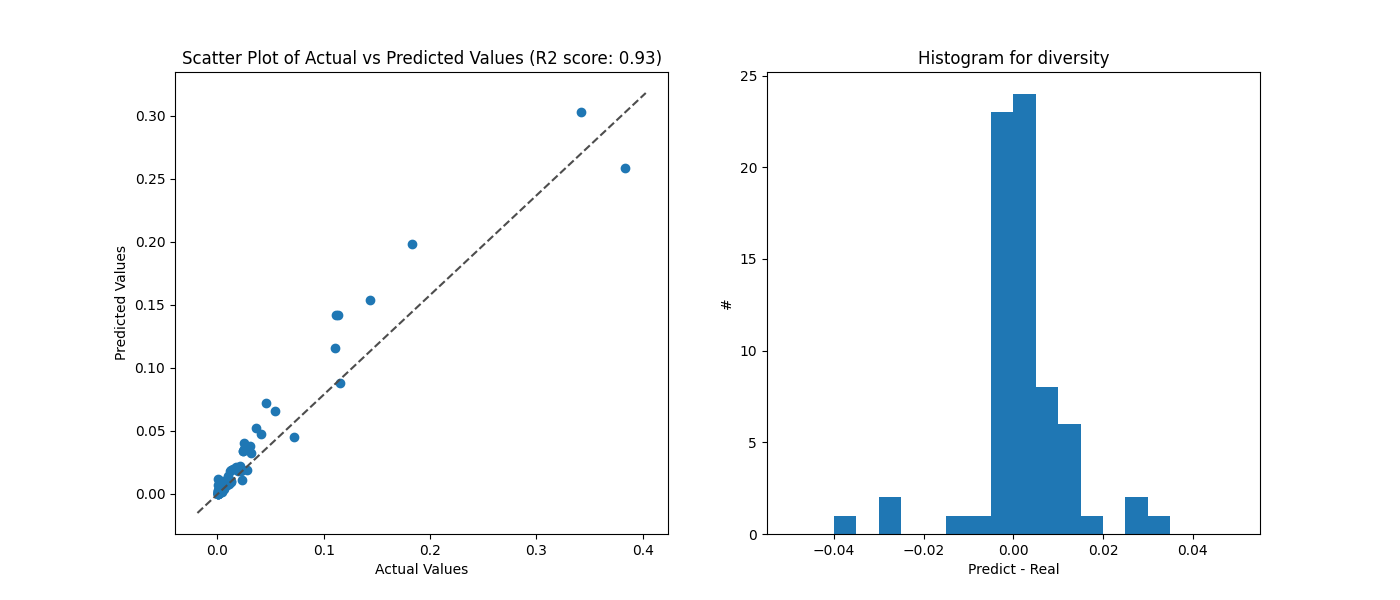 Scatter Plot of Actual vs Predicted Values (R2 score: 0.93)
0.30
0.25
0.20
0.15
0.10
0.05
0.00
Predicted Values
0.0 0.1 0.2 0.3 0.4
Actual Values
Histogram for diversity
25
20
15
10
5
0
#
−0.04 −0.02 0.00 0.02 0.04
Predict - Real